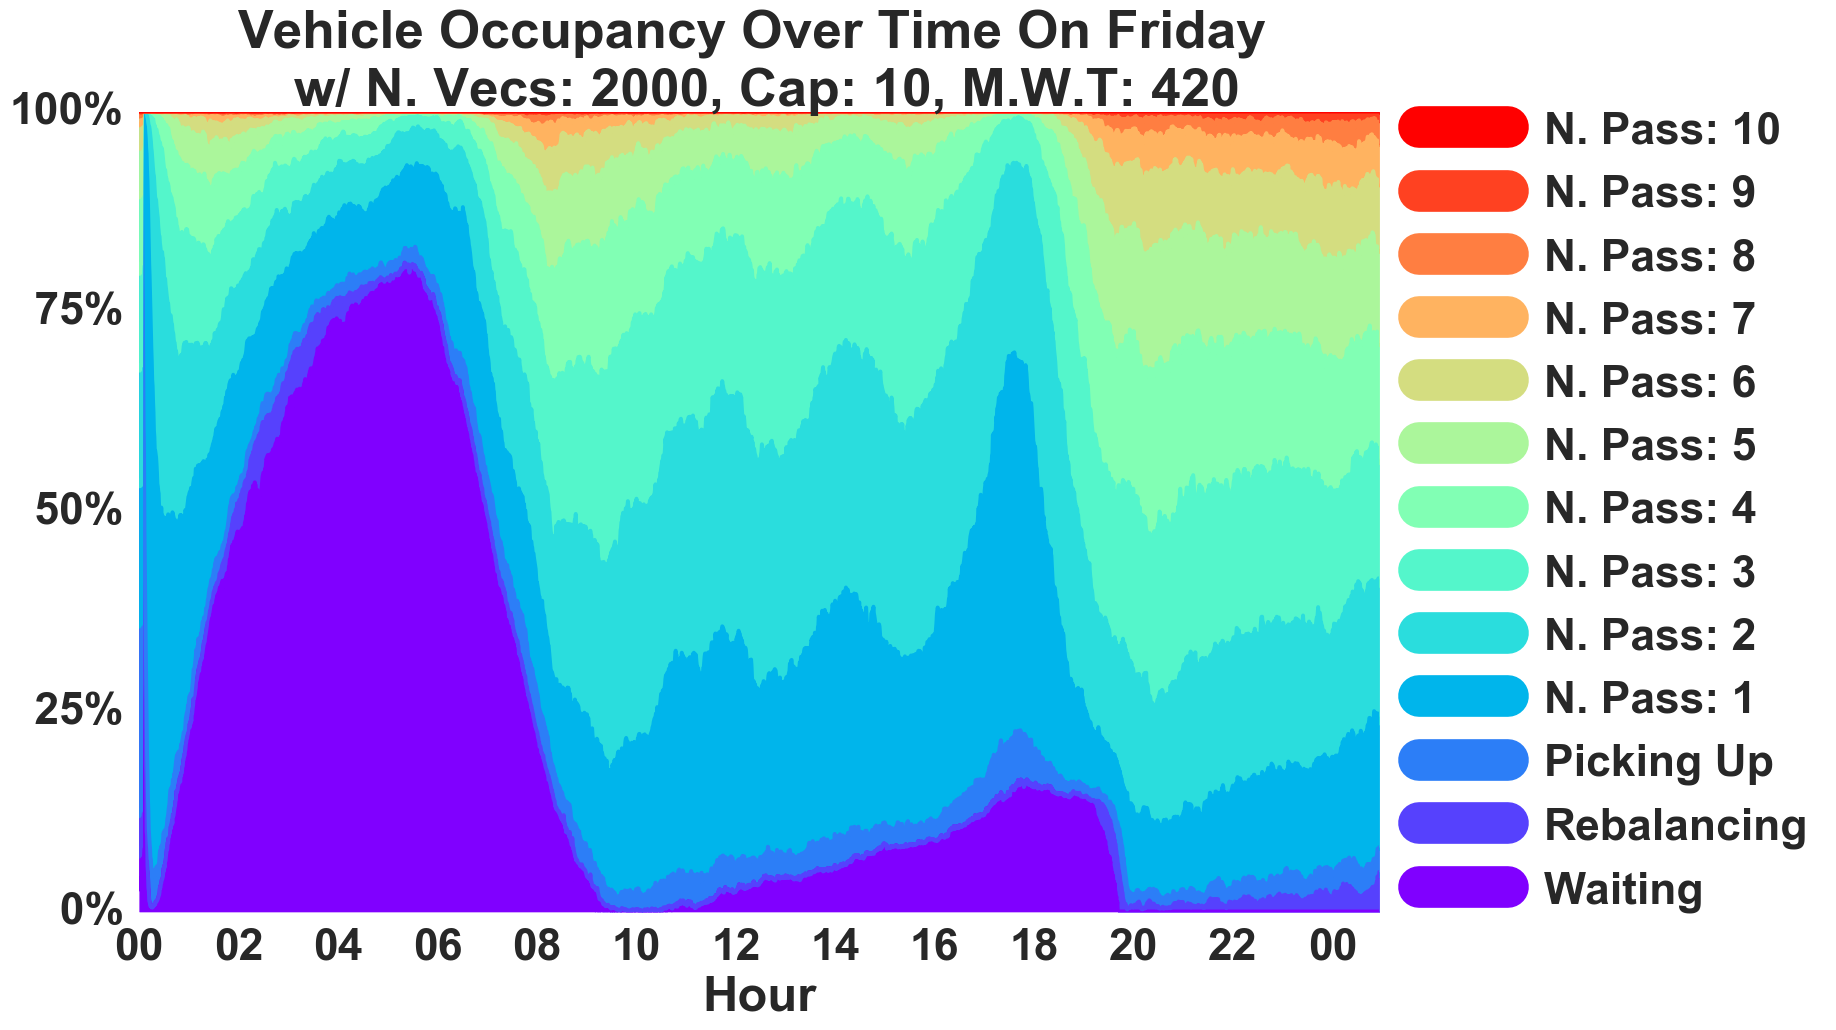 Vehicle Occupancy Over Time On Friday
w/ N. Vecs: 2000, Cap: 10, M.W.T: 420
100%
75%
50%
25%
0%
00 02 04 06 08 10 12 14 16 18 20 22 00
Hour
N. Pass: 10
N. Pass: 9
N. Pass: 8
N. Pass: 7
N. Pass: 6
N. Pass: 5
N. Pass: 4
N. Pass: 3
N. Pass: 2
N. Pass: 1
Picking Up
Rebalancing
Waiting